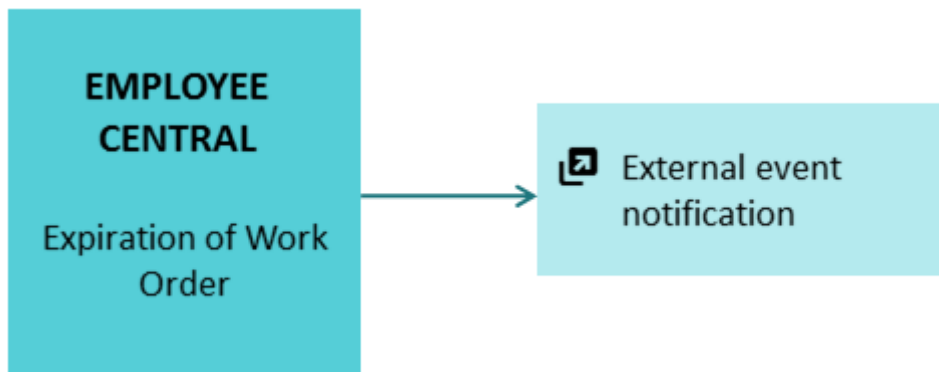 EMPLOYEE
CENTRAL
Expiration of Work
Order
External event
notification